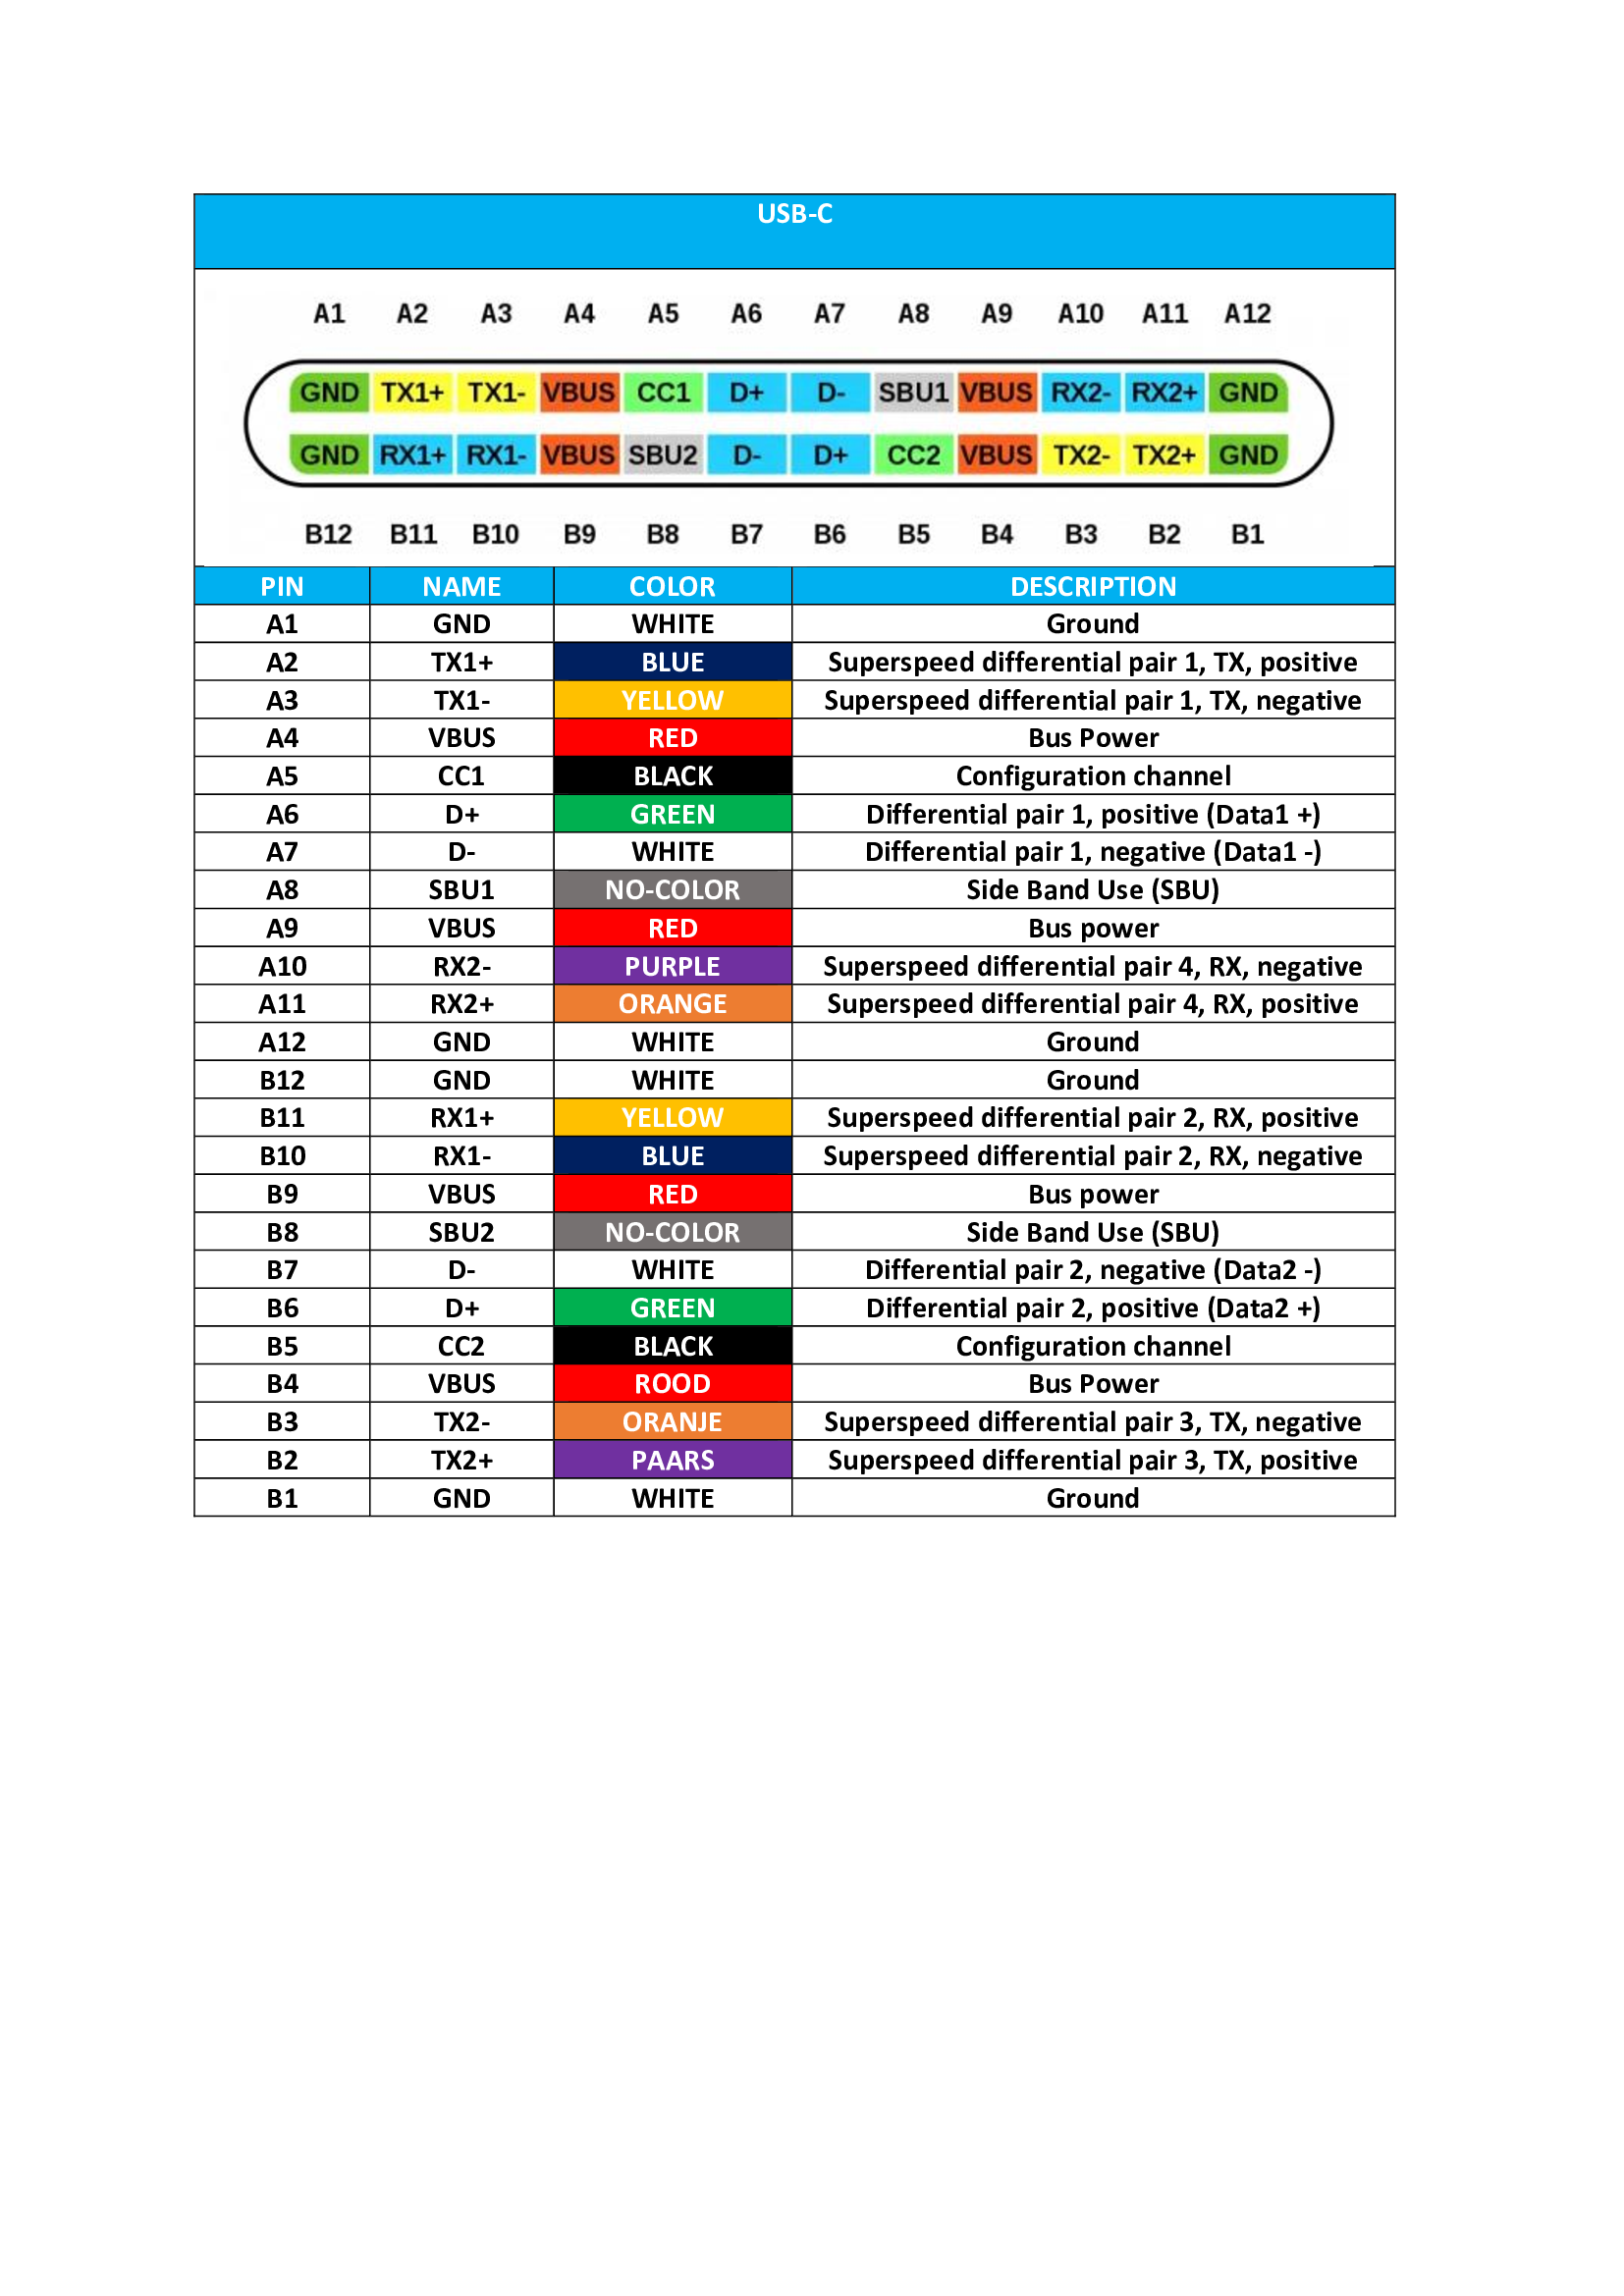 USB-C
A1 A2 A3 A4 A5 A6 A7 A8 A9 A10 A11 A12
GND TX1+ TX1- VBUS CC1 D+ D- SBU1 VBUS RX2- RX2+ GND
GND RX1+ RX1- VBUS SBU2 D- D+ CC2 VBUS TX2- TX2+ GND
B12 B11 B10 B9 B8 B7 B6 B5 B4 B3 B2 B1
PIN NAME COLOR DESCRIPTION
A1 GND WHITE Ground
A2 TX1+ BLUE Superspeed differential pair 1, TX, positive
A3 TX1- YELLOW Superspeed differential pair 1, TX, negative
A4 VBUS RED Bus Power
A5 CC1 BLACK Configuration channel
A6 D+ GREEN Differential pair 1, positive (Data1 +)
A7 D- WHITE Differential pair 1, negative (Data1 -)
A8 SBU1 NO-COLOR Side Band Use (SBU)
A9 VBUS RED Bus power
A10 RX2- PURPLE Superspeed differential pair 4, RX, negative
A11 RX2+ ORANGE Superspeed differential pair 4, RX, positive
A12 GND WHITE Ground
B12 GND WHITE Ground
B11 RX1+ YELLOW Superspeed differential pair 2, RX, positive
B10 RX1- BLUE Superspeed differential pair 2, RX, negative
B9 VBUS RED Bus power
B8 SBU2 NO-COLOR Side Band Use (SBU)
B7 D- WHITE Differential pair 2, negative (Data2 -)
B6 D+ GREEN Differential pair 2, positive (Data2 +)
B5 CC2 BLACK Configuration channel
B4 VBUS ROOD Bus Power
B3 TX2- ORANJE Superspeed differential pair 3, TX, negative
B2 TX2+ PAARS Superspeed differential pair 3, TX, positive
B1 GND WHITE Ground